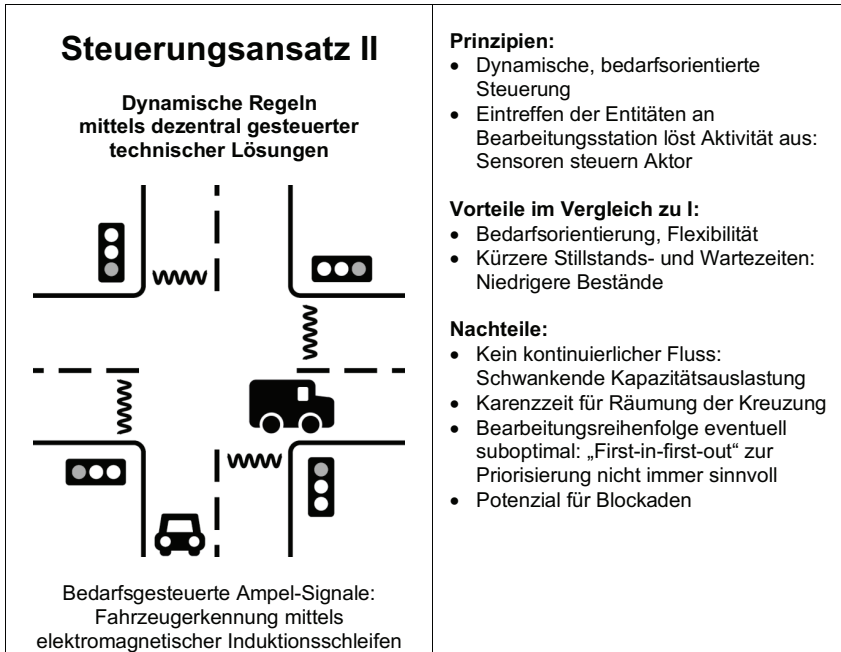 Steuerungsansatz II
Dynamische Regeln
mittels dezentral gesteuerter
technischer Lösungen
Bedarfsgesteuerte Ampel-Signale:
Fahrzeugerkennung mittels
elektromagnetischer Induktionsschleifen
Prinzipien:
• Dynamische, bedarfsorientierte
Steuerung
• Eintreffen der Entitäten an
Bearbeitungsstation löst Aktivität aus:
Sensoren steuern Aktor
Vorteile im Vergleich zu I:
• Bedarfsorientierung, Flexibilität
• Kürzere Stillstands- und Wartezeiten:
Niedrigere Bestände
Nachteile:
• Kein kontinuierlicher Fluss:
Schwankende Kapazitätsauslastung
• Karenzzeit für Räumung der Kreuzung
• Bearbeitungsreihenfolge eventuell
suboptimal: „First-in-first-out“ zur
Priorisierung nicht immer sinnvoll
• Potenzial für Blockaden